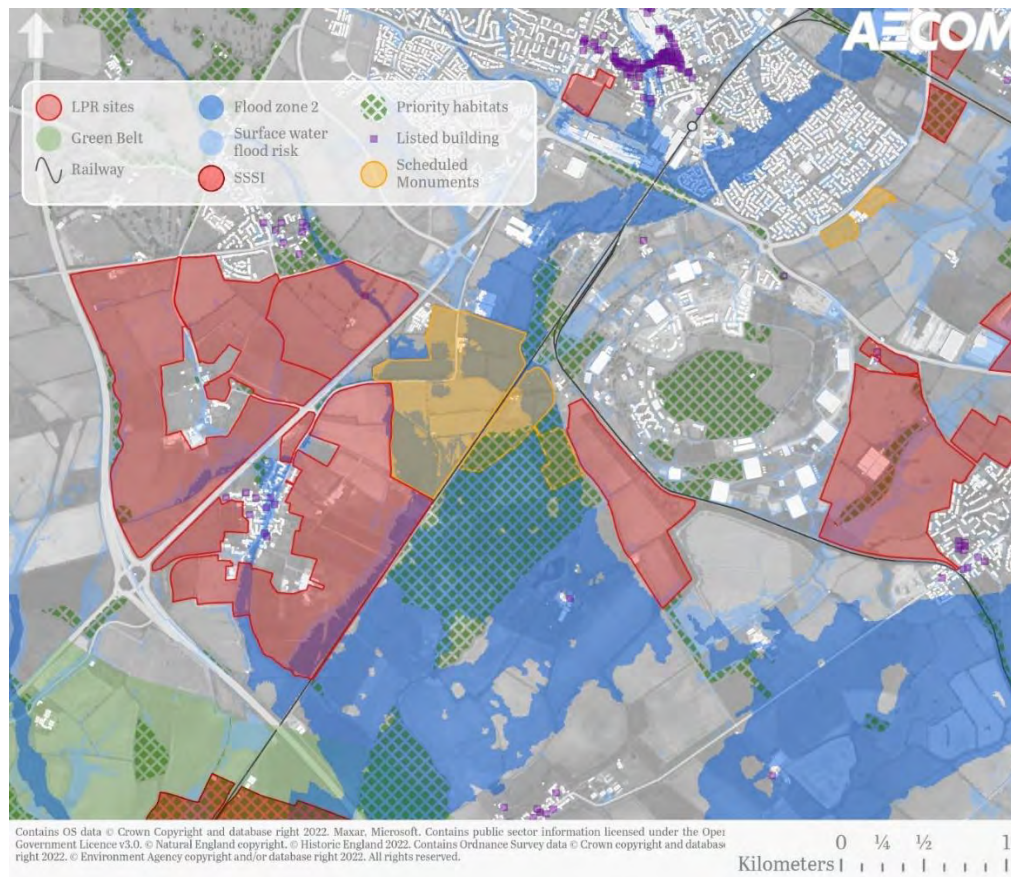 AECOM
LPR sites
Flood zone 2
Priority habitats
Green Belt
Surface water
flood risk
Listed building
Railway
SSSI
Scheduled
Monuments
Contains OS data © Crown Copyright and database right 2022. Maxar, Microsoft. Contains public sector information licensed under the Open
Government Licence v3.0. © Natural England copyright. © Historic England 2022. Contains Ordnance Survey data © Crown copyright and database
right 2022. © Environment Agency copyright and/or database right 2022. All rights reserved.
0 ¼ ½ 1
Kilometers